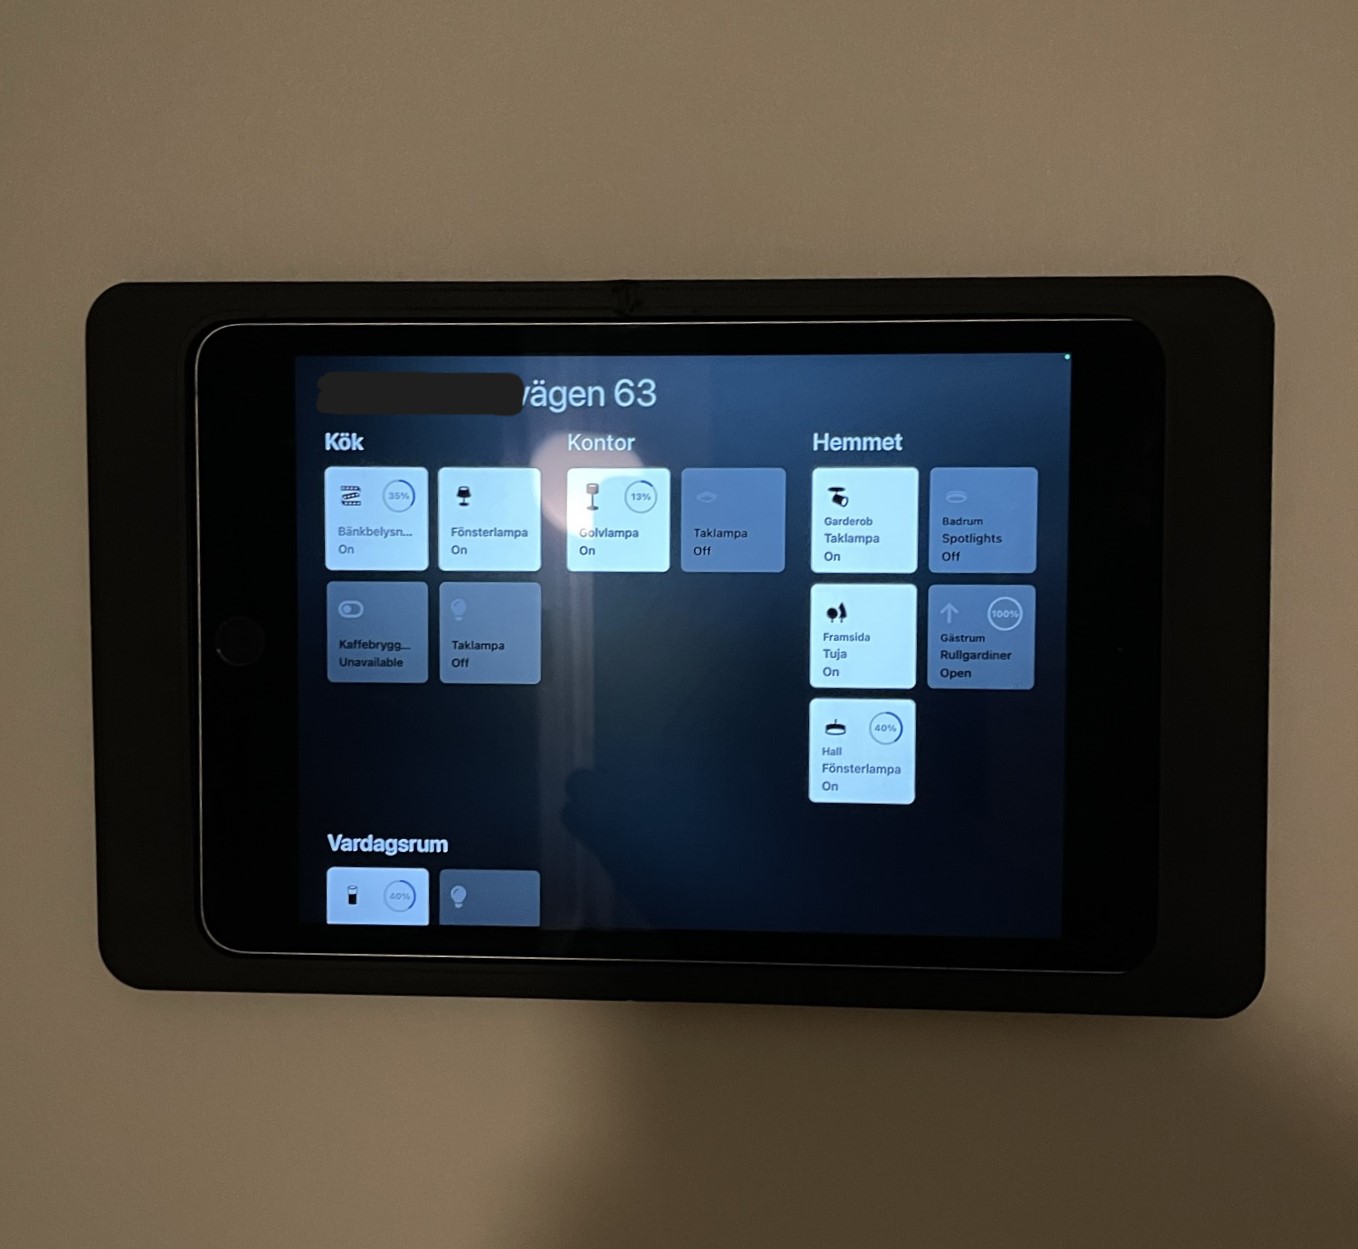 vägen 63
Kök
35%
Bänkbelysn...
On
Fönsterlampa
On
Kaffebrygg...
Unavailable
Taklampa
Off
Kontor
13%
Golvlampa
On
Taklampa
Off
Hemmet
Garderob
Taklampa
On
Badrum
Spotlights
Off
Framsida
Tuja
On
100%
Gästrum
Rullgardiner
Open
40%
Hall
Fönsterlampa
On
Vardagsrum
40%